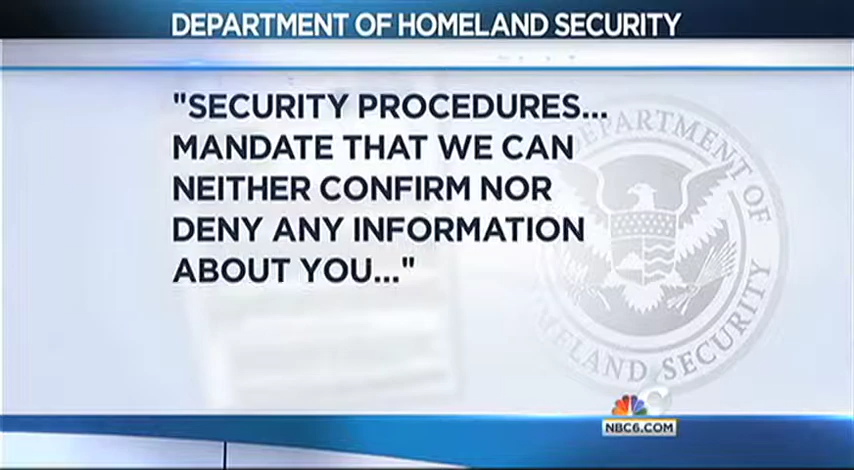 DEPARTMENT OF HOMELAND SECURITY
"SECURITY PROCEDURES...
MANDATE THAT WE CAN
NEITHER CONFIRM NOR
DENY ANY INFORMATION
ABOUT YOU..."
DEPARTMENT OF
HOMELAND SECURITY
NBC6.COM